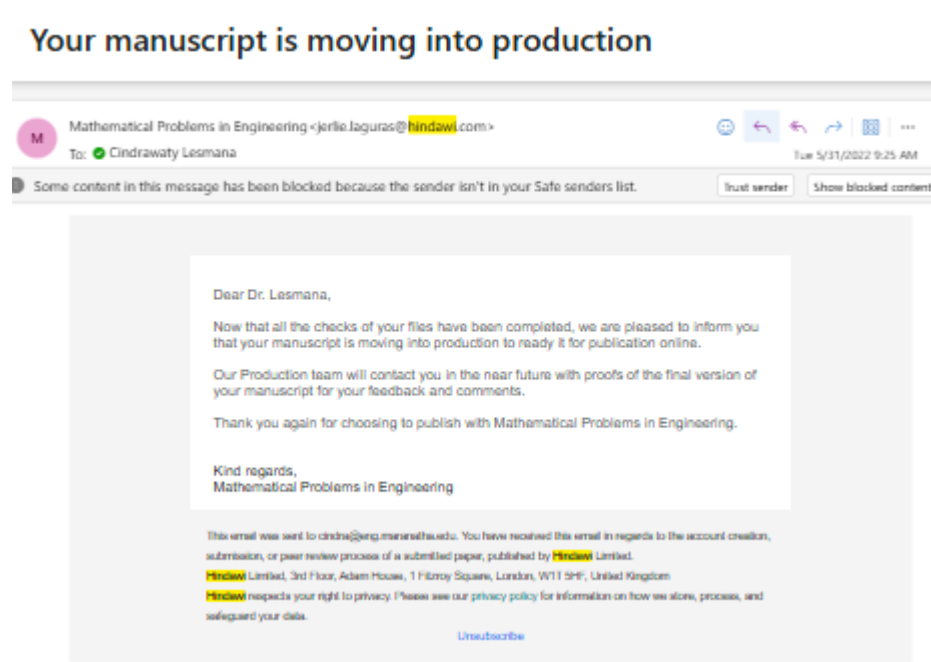 Your manuscript is moving into production
M
Mathematical Problems in Engineering <jerlie.laguras@hindawi.com>
To: Cindrawaty Lesmana
Tue 5/31/2022 9:25 AM
Some content in this message has been blocked because the sender isn't in your Safe senders list.
Trust sender
Show blocked content
Dear Dr. Lesmana,
Now that all the checks of your files have been completed, we are pleased to inform you
that your manuscript is moving into production to ready it for publication online.
Our Production team will contact you in the near future with proofs of the final version of
your manuscript for your feedback and comments.
Thank you again for choosing to publish with Mathematical Problems in Engineering.
Kind regards,
Mathematical Problems in Engineering
This email was sent to cindra@eng.maranatha.edu. You have received this email in regards to the account creation,
submission, or peer review process of a submitted paper, published by Hindawi Limited.
Hindawi Limited, 3rd Floor, Adam House, 1 Fitzroy Square, London, W1T 5HF, United Kingdom
Hindawi respects your right to privacy. Please see our privacy policy for information on how we store, process, and
safeguard your data.
Unsubscribe